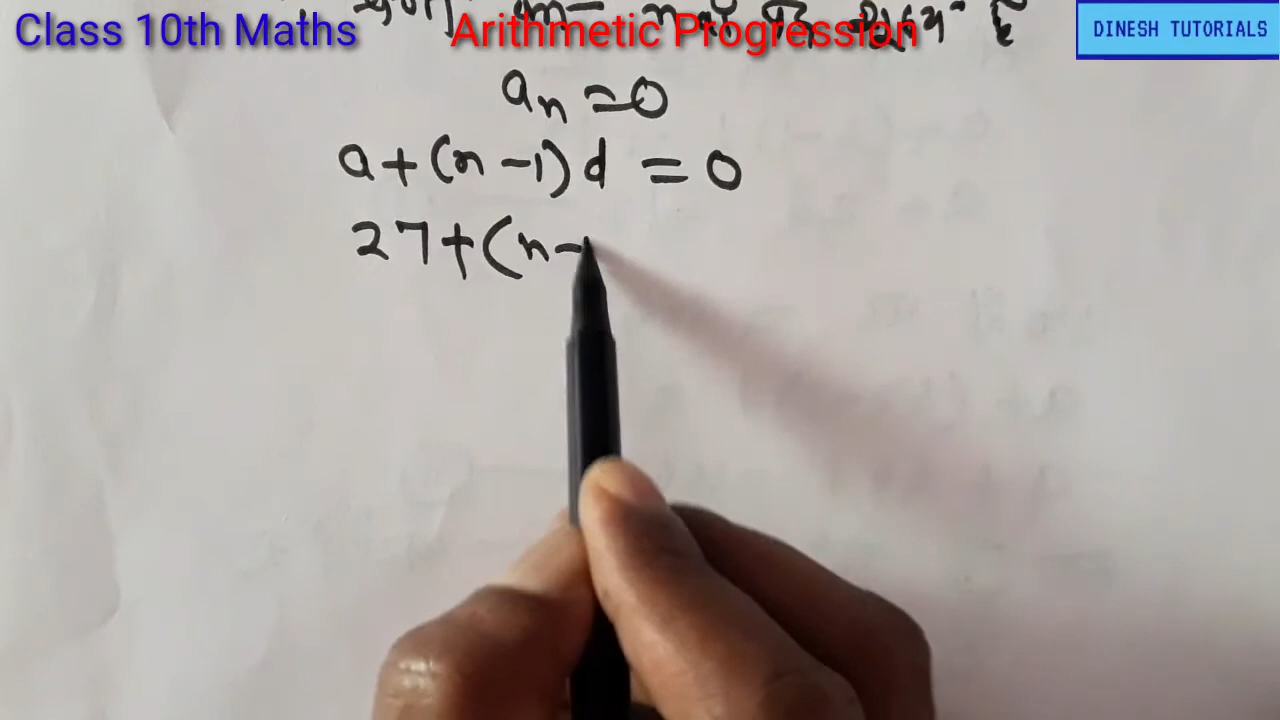 Class 10th Maths
Arithmetic Progression
DINESH TUTORIALS
aₙ = 0
a + (n - 1) d = 0
27 + (n -